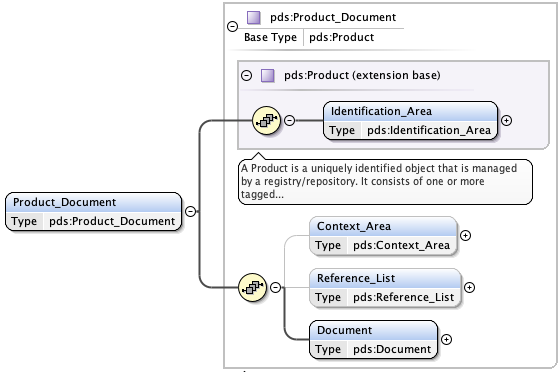 pds:Product_Document
Base Type pds:Product
pds:Product (extension base)
Identification_Area
Type pds:Identification_Area
A Product is a uniquely identified object that is managed
by a registry/repository. It consists of one or more
tagged...
Product_Document
Type pds:Product_Document
Context_Area
Type pds:Context_Area
Reference_List
Type pds:Reference_List
Document
Type pds:Document